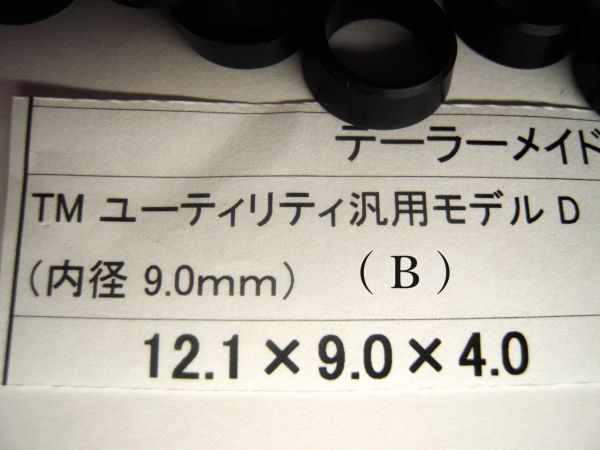 テーラーメイド
TM ユーティリティ汎用モデル D
（内径 9.0mm） （B）
12.1×9.0×4.0